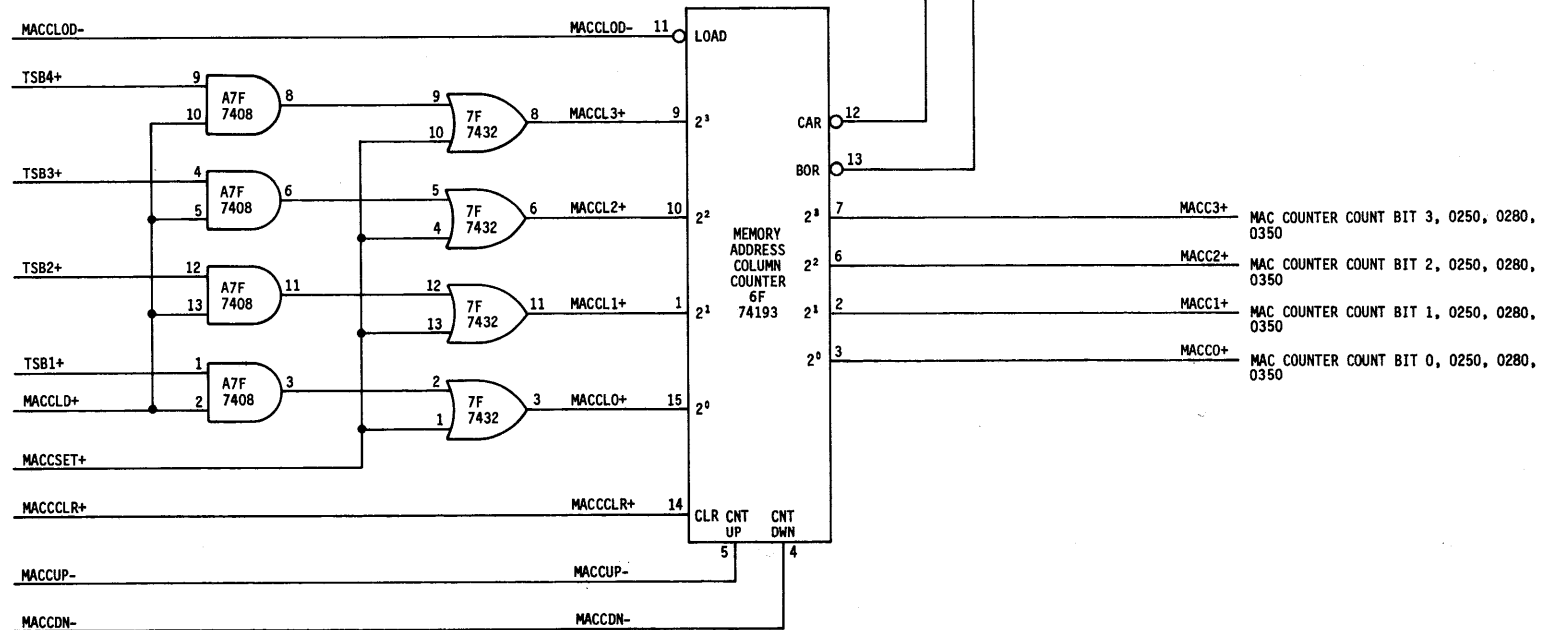 MACCLOD- MACCLOD- 11 LOAD
TSB4+ 9 A7F 7408 8 9 7F 7432 8 MACCL3+ 9 2³ CAR 12
10 10
BOR 13
TSB3+ 4 A7F 7408 6 5 7F 7432 6 MACCL2+ 10 2²
5 4
MEMORY
ADDRESS
COLUMN
COUNTER
6F
74193
2³ 7 MACC3+ MAC COUNTER COUNT BIT 3, 0250, 0280,
0350
2² 6 MACC2+ MAC COUNTER COUNT BIT 2, 0250, 0280,
0350
TSB2+ 12 A7F 7408 11 12 7F 7432 11 MACCL1+ 1 2¹
13 13
2¹ 2 MACC1+ MAC COUNTER COUNT BIT 1, 0250, 0280,
0350
2⁰ 3 MACC0+ MAC COUNTER COUNT BIT 0, 0250, 0280,
0350
TSB1+ 1 A7F 7408 3 2 7F 7432 3 MACCL0+ 15 2⁰
MACCLD+ 2 1
MACCSET+
MACCCLR+ MACCCLR+ 14 CLR CNT UP CNT DWN
5 4
MACCUP- MACCUP-
MACCDN- MACCDN-